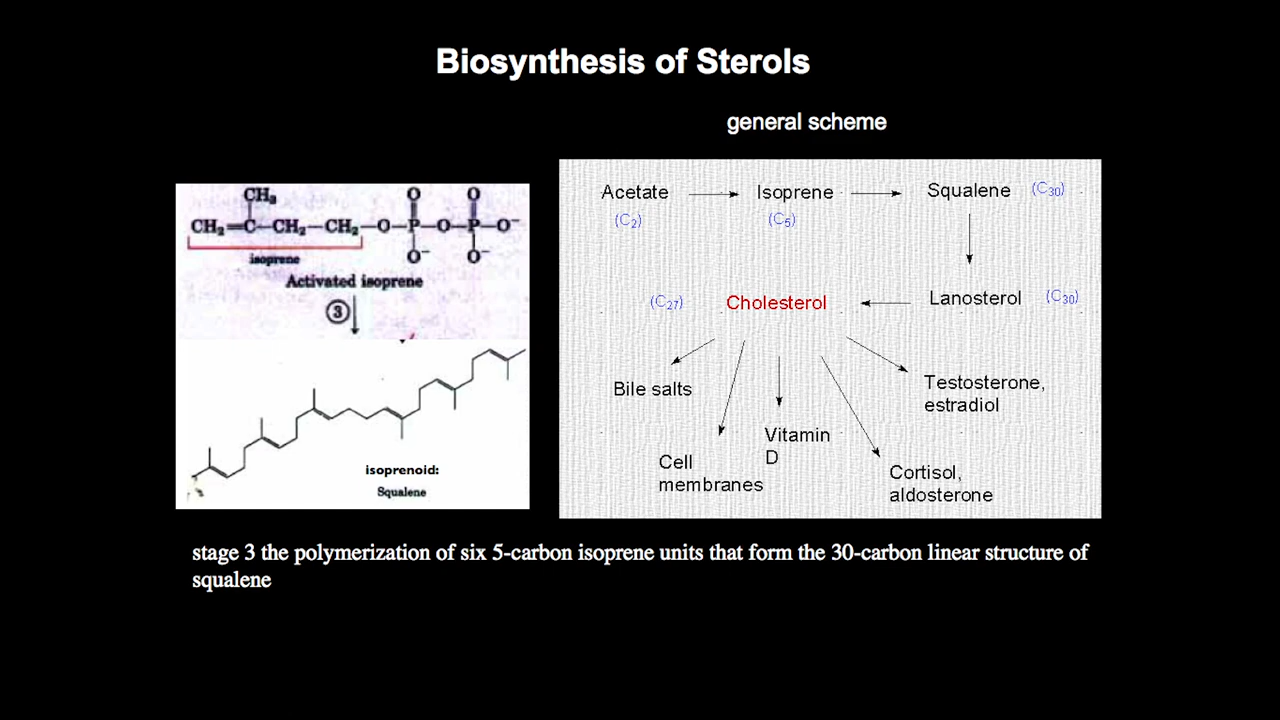 Biosynthesis of Sterols
general scheme
CH₃
CH₂=C—CH₂—CH₂—O—P—O—P—O⁻
O O
O⁻ O⁻
isoprene
Activated isoprene
3
isoprenoid:
Squalene
Acetate Isoprene Squalene (C30)
(C2) (C5)
(C27) Cholesterol Lanosterol (C30)
Bile salts
Cell
membranes
Vitamin
D
Cortisol,
aldosterone
Testosterone,
estradiol
stage 3 the polymerization of six 5-carbon isoprene units that form the 30-carbon linear structure of
squalene